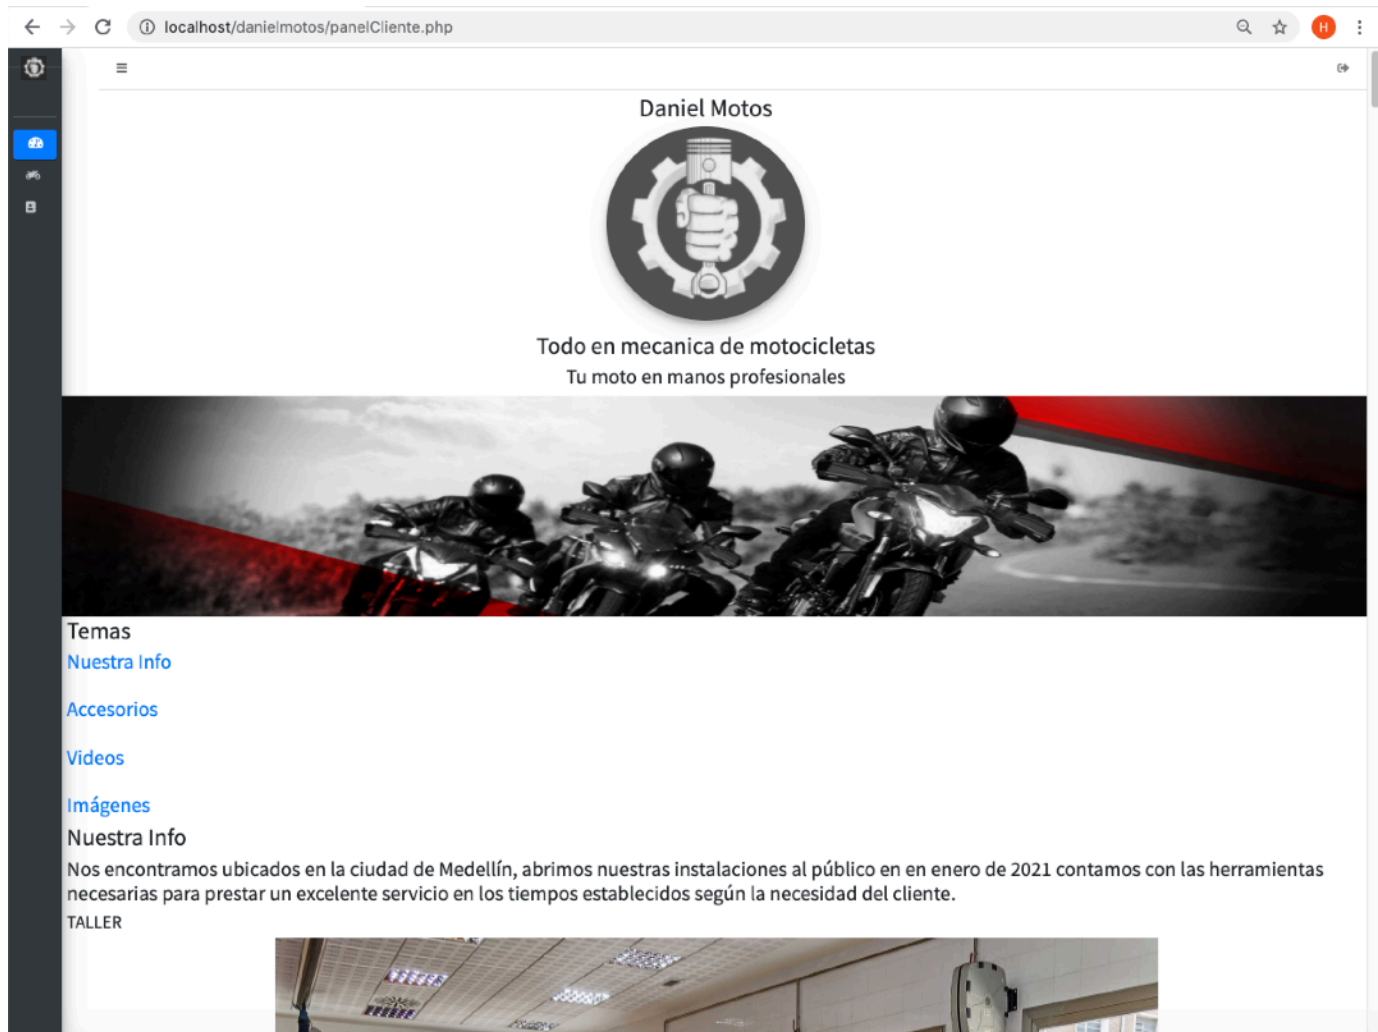 localhost/danielmotos/panelCliente.php
H
Daniel Motos
Todo en mecanica de motocicletas
Tu moto en manos profesionales
Temas
Nuestra Info
Accesorios
Videos
Imágenes
Nuestra Info
Nos encontramos ubicados en la ciudad de Medellín, abrimos nuestras instalaciones al público en en enero de 2021 contamos con las herramientas
necesarias para prestar un excelente servicio en los tiempos establecidos según la necesidad del cliente.
TALLER